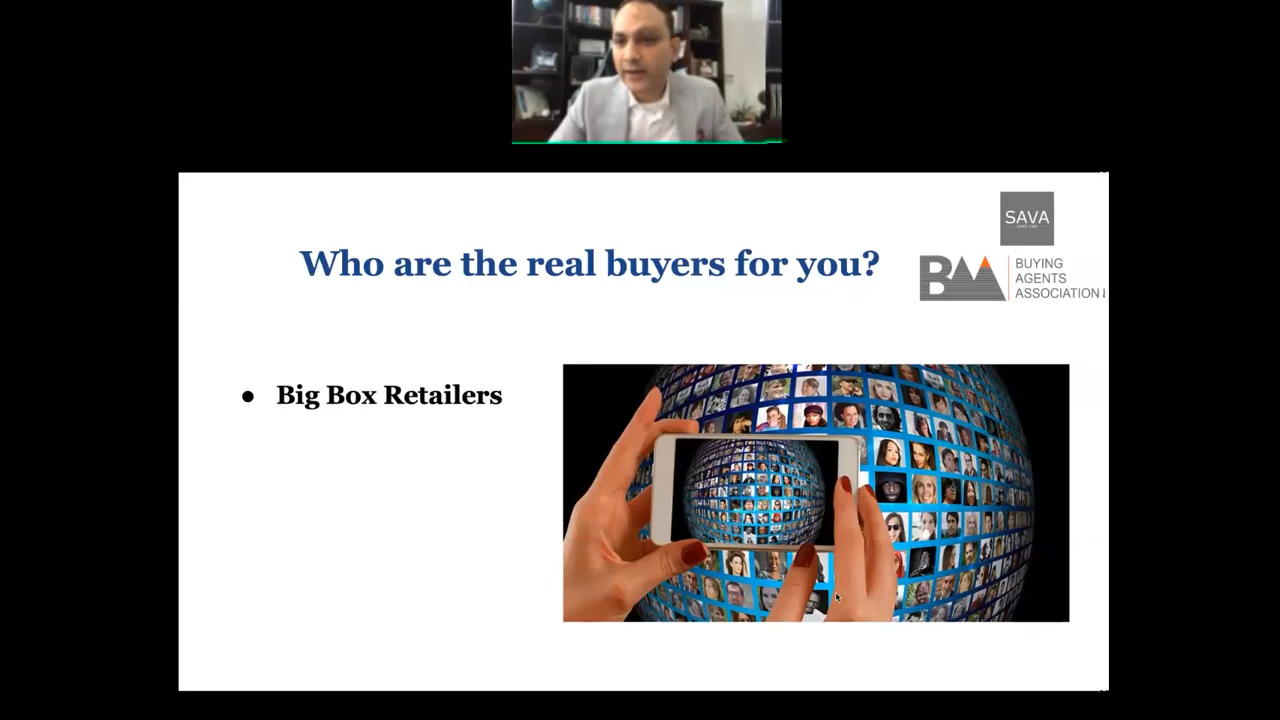 SAVA
Who are the real buyers for you?
BUYING
AGENTS
ASSOCIATION
● Big Box Retailers